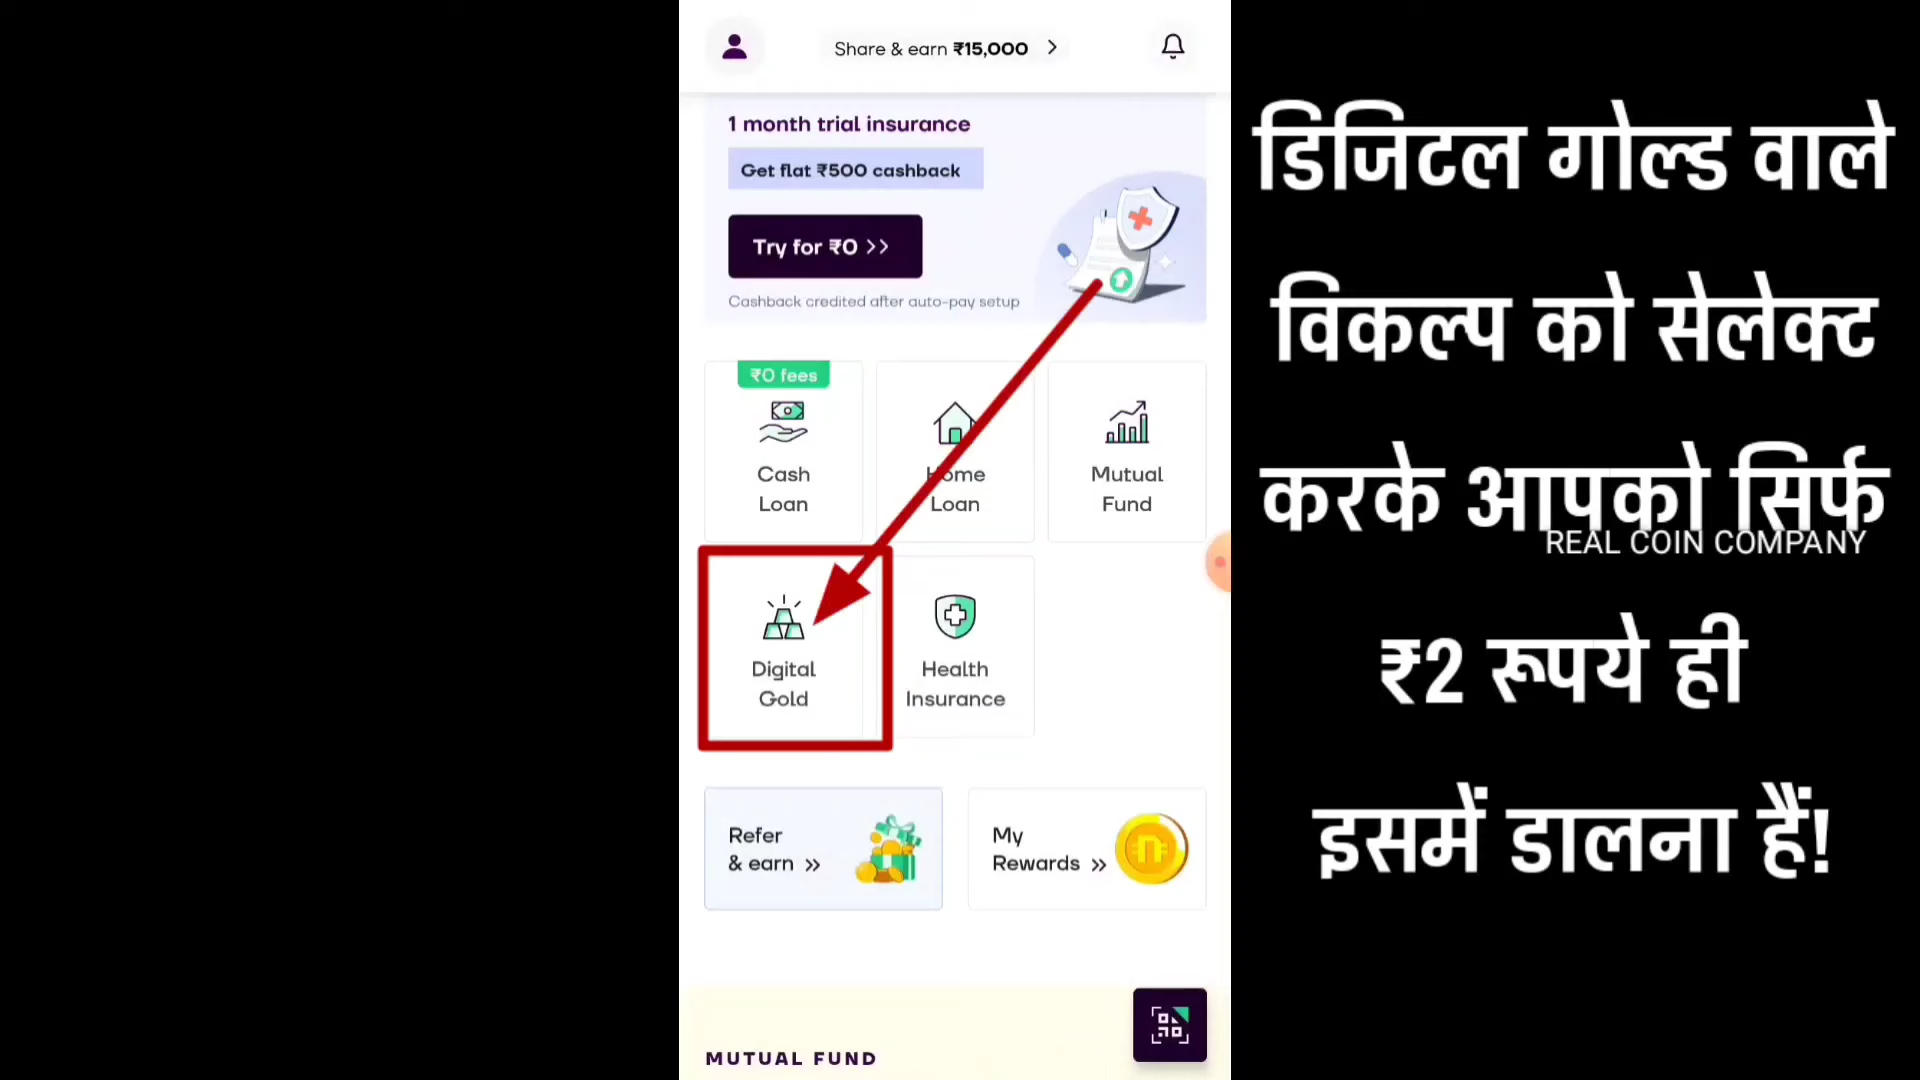 Share & earn ₹15,000
1 month trial insurance
Get flat ₹500 cashback
Try for ₹0 >>
Cashback credited after auto-pay setup
₹0 fees
Cash
Loan
Home
Loan
Mutual
Fund
Digital
Gold
Health
Insurance
Refer
& earn »
My
Rewards »
MUTUAL FUND
डिजिटल गोल्ड वाले
विकल्प को सेलेक्ट
करके आपको सिर्फ
REAL COIN COMPANY
₹2 रूपये ही
इसमें डालना हैं!